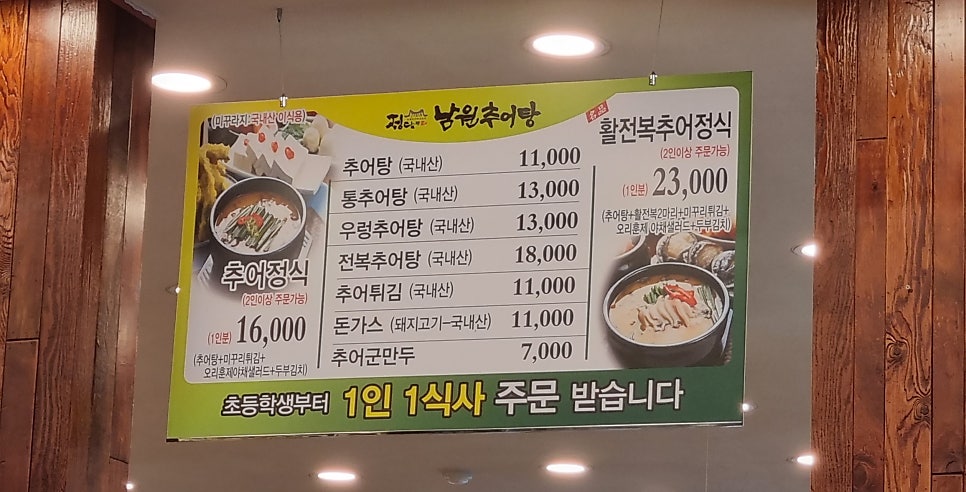 정담 남원추어탕
(미꾸라지:국내산 이식용)
추어정식
(2인이상 주문가능)
(1인분) 16,000
(추어탕+미꾸리튀김+
오리훈제야채샐러드+두부김치)
추어탕 (국내산) 11,000
통추어탕 (국내산) 13,000
우렁추어탕 (국내산) 13,000
전복추어탕 (국내산) 18,000
추어튀김 (국내산) 11,000
돈가스 (돼지고기-국내산) 11,000
추어군만두 7,000
활전복추어정식
(2인이상 주문가능)
(1인분) 23,000
(추어탕+활전복2마리+미꾸리튀김+
오리훈제 야채샐러드+두부김치)
초등학생부터 1인 1식사 주문 받습니다